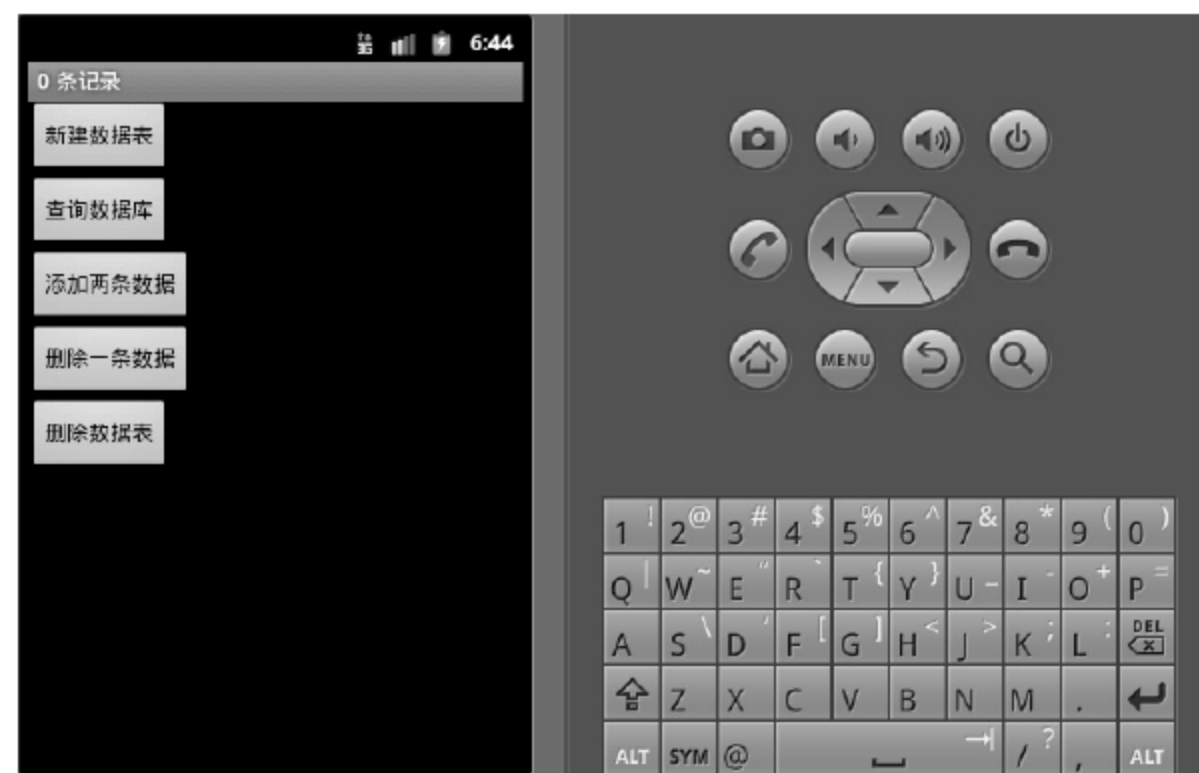 3G 6:44
0 条记录
新建数据表
查询数据库
添加两条数据
删除一条数据
删除数据表
MENU
1 ! 2 @ 3 # 4 $ 5 % 6 ^ 7 & 8 * 9 ( 0 )
Q | W ~ E " R ` T { Y } U _ I - O + P =
A S \ D ' F [ G ] H < J > K ; L : DEL
Z X C V B N M .
ALT SYM @ / ? , ALT